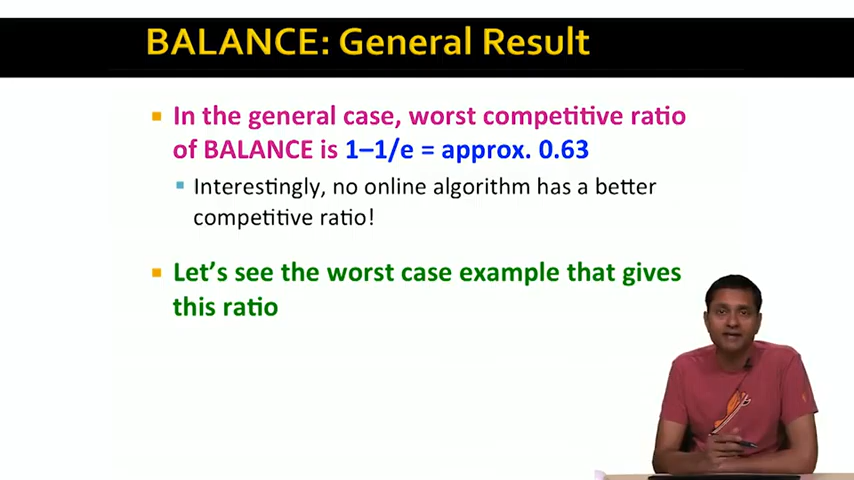 BALANCE: General Result
In the general case, worst competitive ratio
of BALANCE is 1–1/e = approx. 0.63
Interestingly, no online algorithm has a better
competitive ratio!
Let's see the worst case example that gives
this ratio